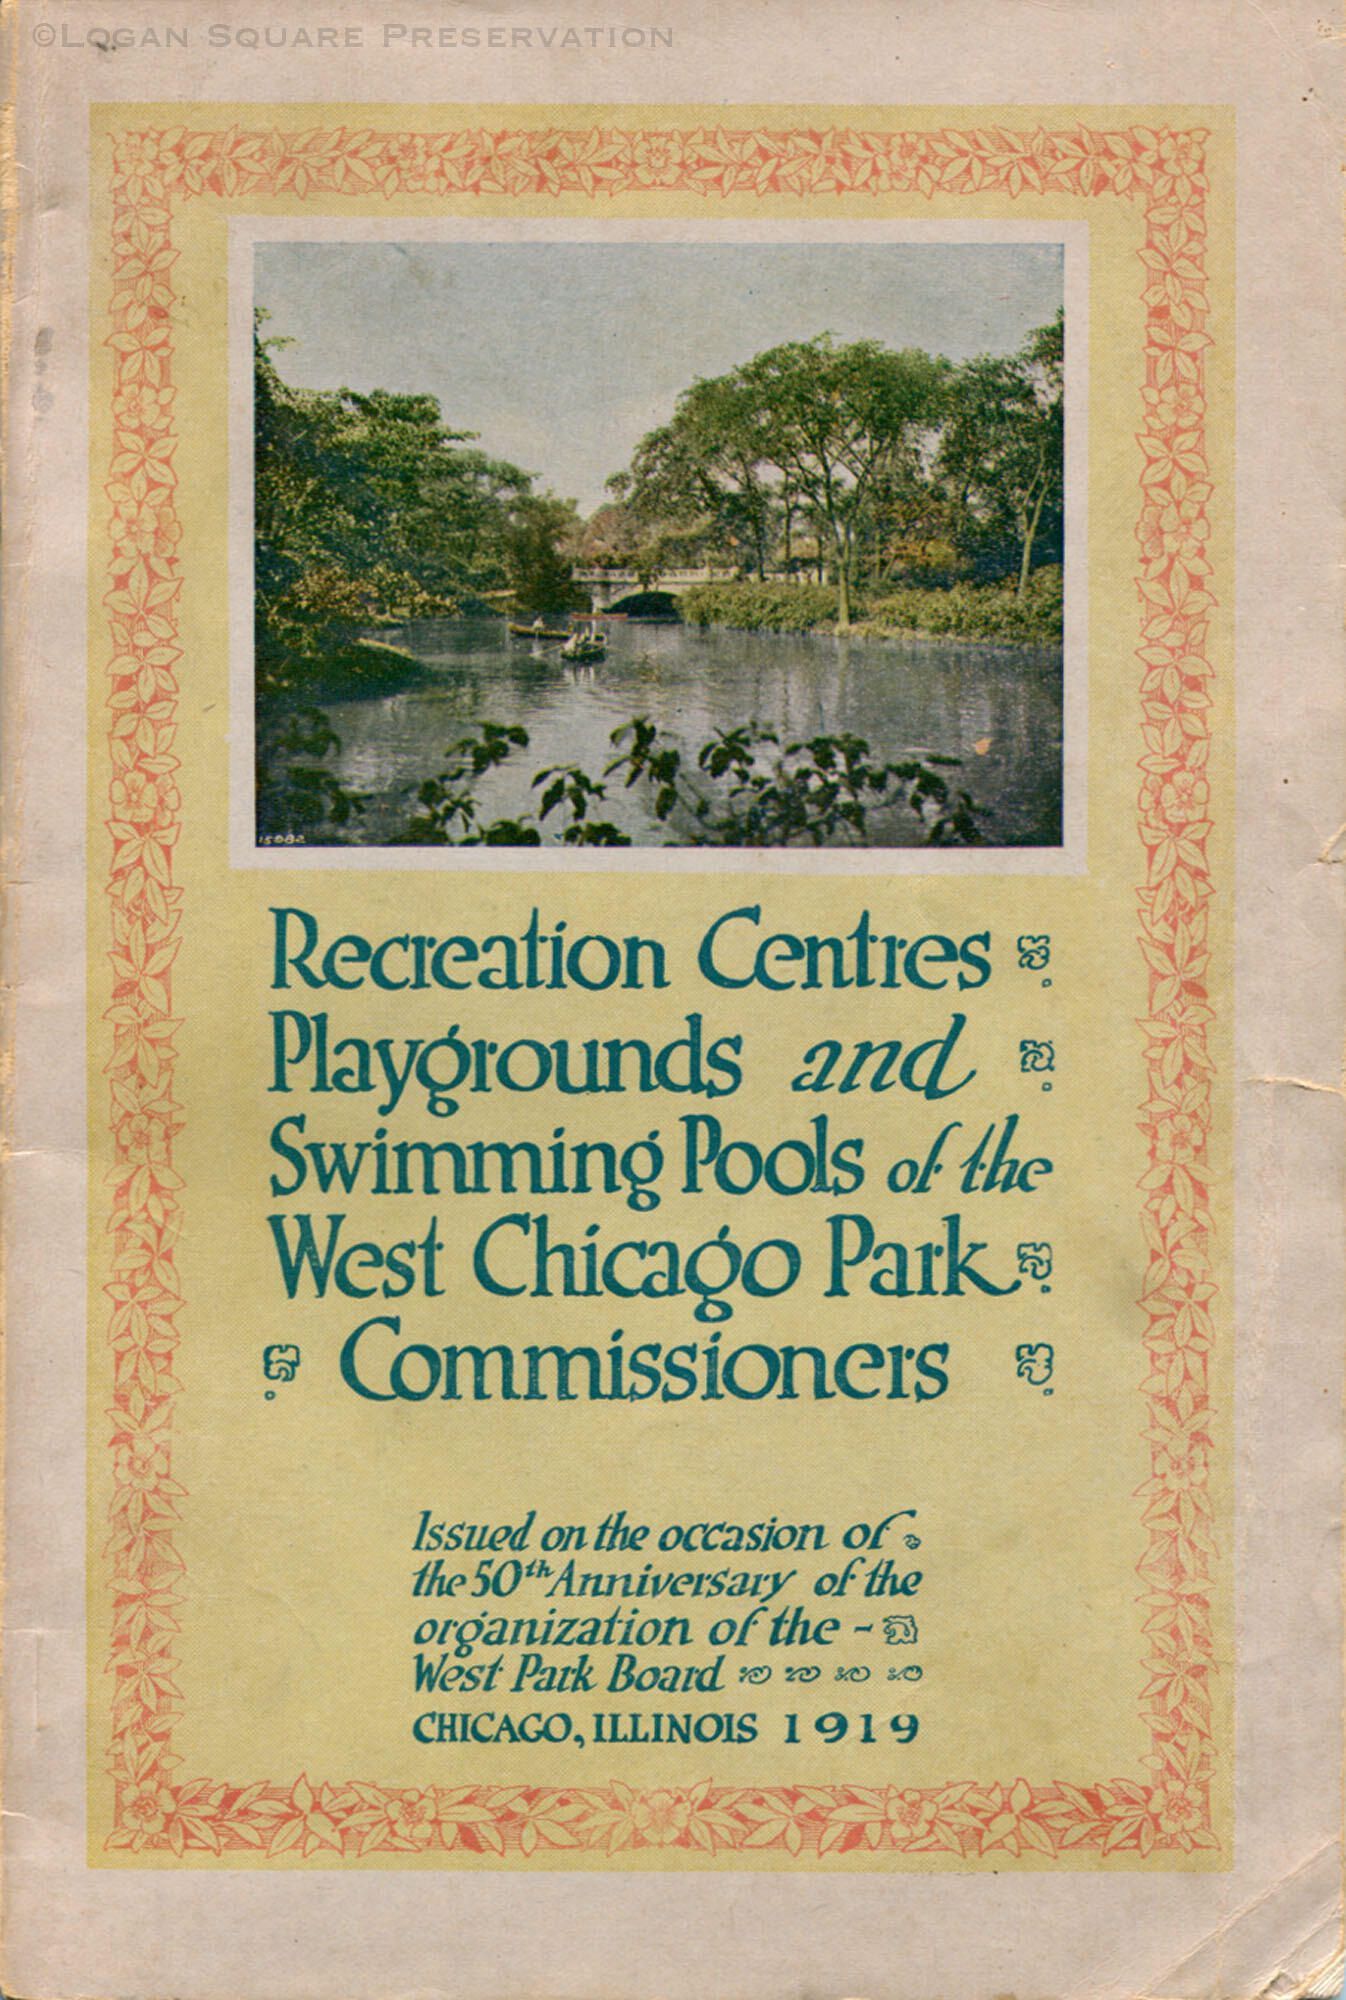 ©Logan Square Preservation
15082
Recreation Centres
Playgrounds and
Swimming Pools of the
West Chicago Park
Commissioners
Issued on the occasion of
the 50th Anniversary of the
organization of the -
West Park Board
CHICAGO, ILLINOIS 1919